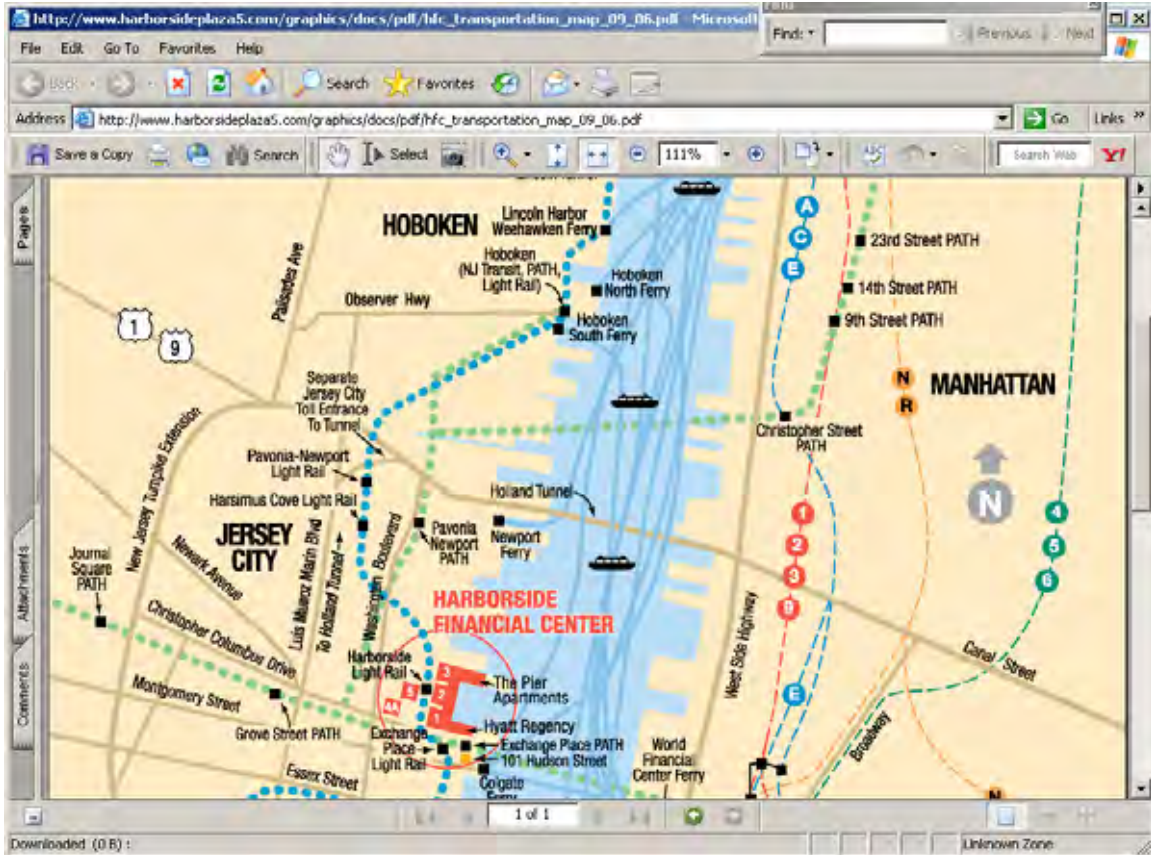 http://www.harborsideplaza5.com/graphics/docs/pdf/hfc_transportation_map_09_06.pdf - Microsoft
Find:
Previous
Next
File Edit Go To Favorites Help
Back
Search
Favorites
Address
http://www.harborsideplaza5.com/graphics/docs/pdf/hfc_transportation_map_09_06.pdf
Go
Links »
Save a Copy
Search
Select
111%
Search Web
Y!
Pages
Attachments
Comments
HOBOKEN
Lincoln Harbor
Weehawken Ferry
Hoboken
(NJ Transit, PATH,
Light Rail)
Hoboken
North Ferry
Hoboken
South Ferry
Palisades Ave
Observer Hwy
1
9
A
C
E
23rd Street PATH
14th Street PATH
9th Street PATH
N
R
MANHATTAN
Separate
Jersey City
Toll Entrance
To Tunnel
Christopher Street
PATH
N
New Jersey Turnpike Extension
Pavonia-Newport
Light Rail
Harsimus Cove Light Rail
Holland Tunnel
JERSEY
CITY
Pavonia
Newport
PATH
Newport
Ferry
1
2
3
9
4
5
6
Journal
Square
PATH
Newark Avenue
Luis Munoz Marin Blvd
To Holland Tunnel
Washington Boulevard
West Side Highway
HARBORSIDE
FINANCIAL CENTER
Christopher Columbus Drive
Canal Street
Harborside
Light Rail
3
5
2
4A
1
The Pier
Apartments
E
Broadway
Montgomery Street
Hyatt Regency
Grove Street PATH
Exchange
Place
Light Rail
Exchange Place PATH
101 Hudson Street
World
Financial
Center Ferry
Essex Street
Colgate
N
1 of 1
Downloaded (0 B) :
Unknown Zone